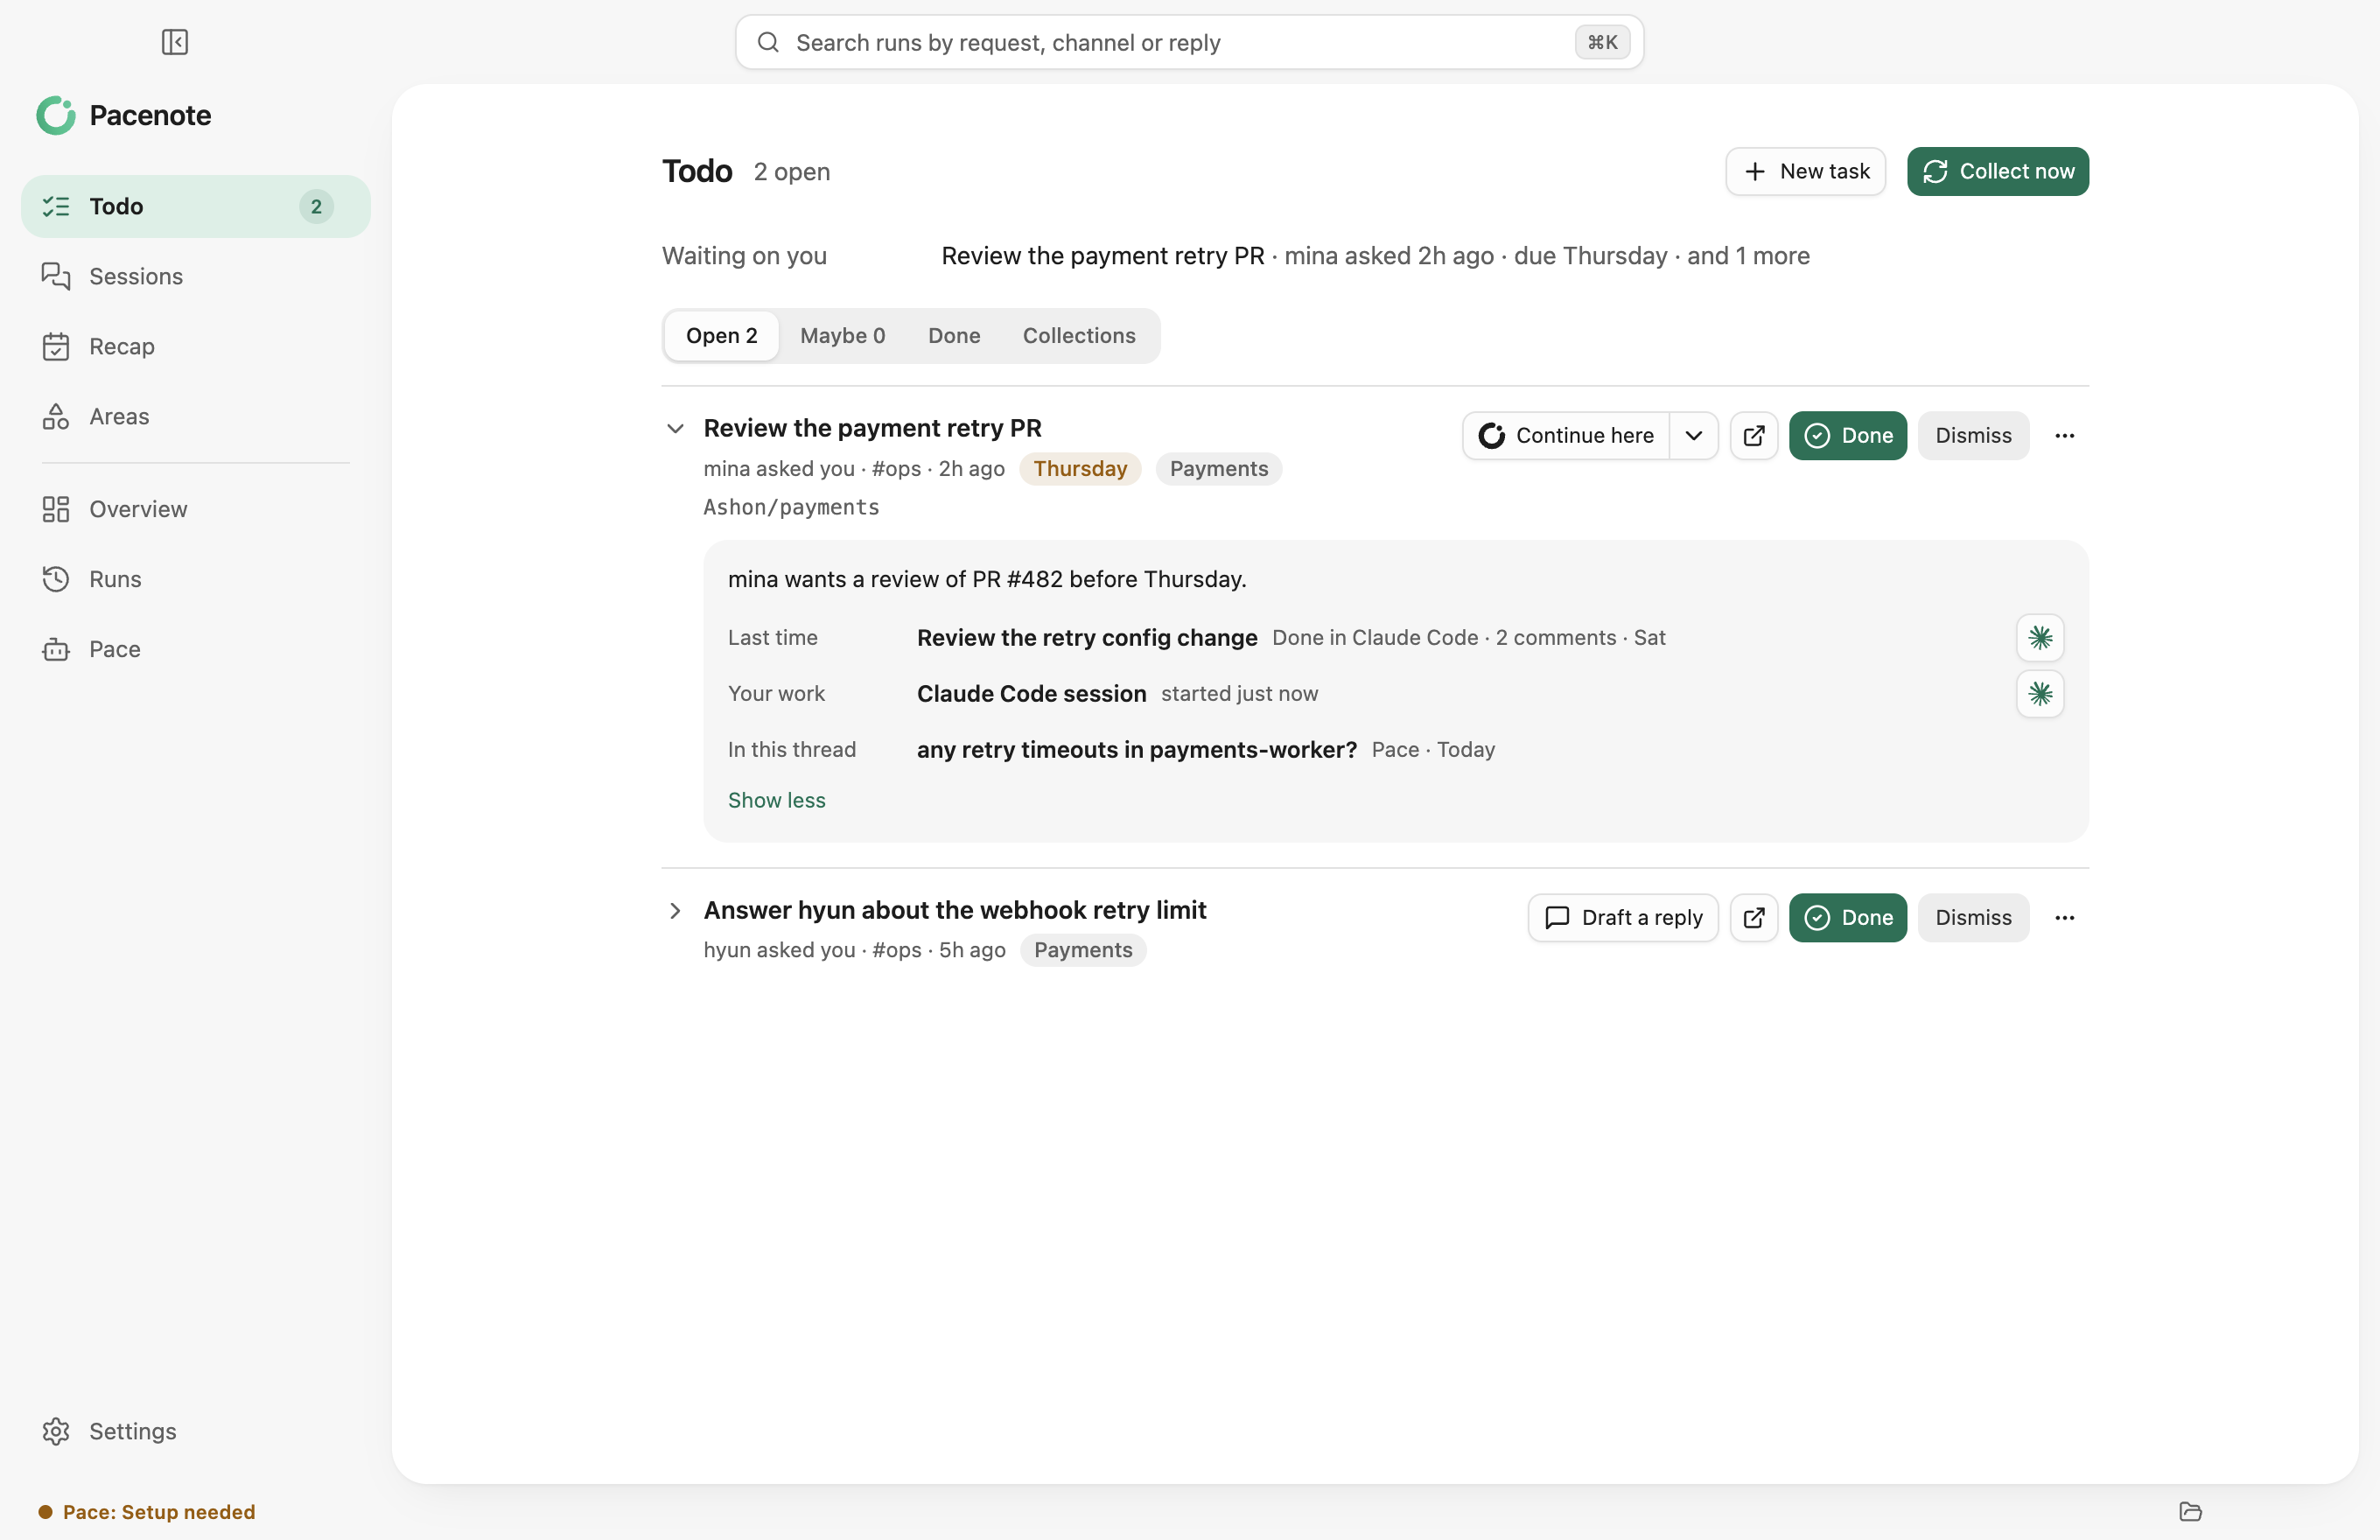 Search runs by request, channel or reply
⌘K
Pacenote
Todo
2
Sessions
Recap
Areas
Overview
Runs
Pace
Settings
Pace: Setup needed
Todo 2 open
New task
Collect now
Waiting on you
Review the payment retry PR · mina asked 2h ago · due Thursday · and 1 more
Open 2
Maybe 0
Done
Collections
Review the payment retry PR
Continue here
Done
Dismiss
mina asked you · #ops · 2h ago Thursday Payments
Ashon/payments
mina wants a review of PR #482 before Thursday.
Last time Review the retry config change Done in Claude Code · 2 comments · Sat
Your work Claude Code session started just now
In this thread any retry timeouts in payments-worker? Pace · Today
Show less
Answer hyun about the webhook retry limit
Draft a reply
Done
Dismiss
hyun asked you · #ops · 5h ago Payments